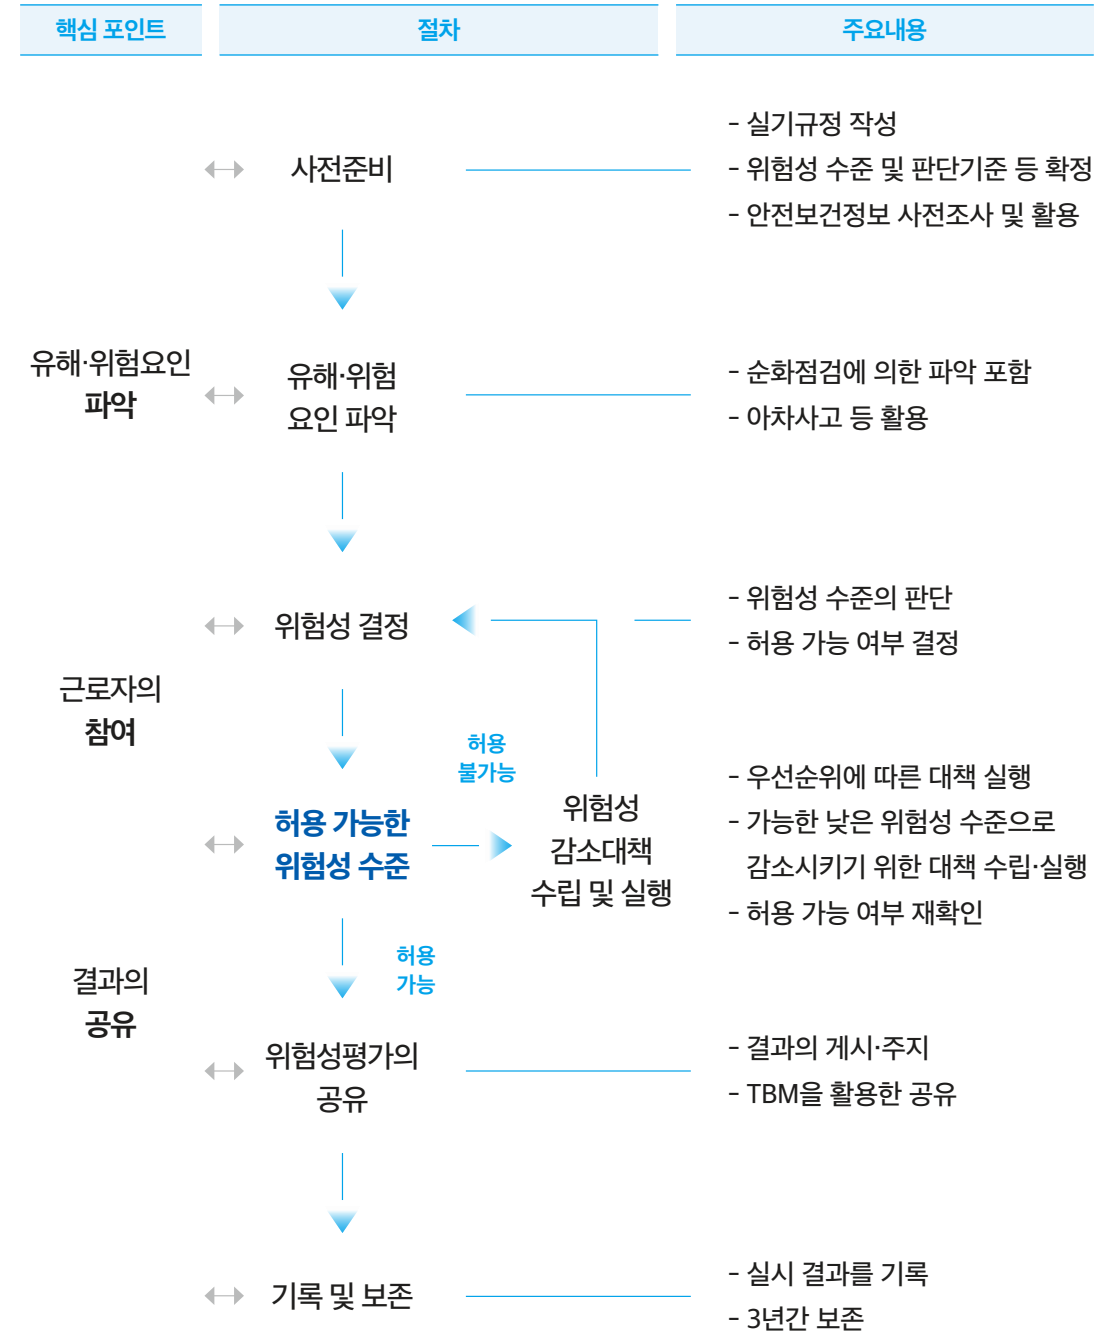 핵심 포인트
절차
주요내용
사전준비
- 실기규정 작성
- 위험성 수준 및 판단기준 등 확정
- 안전보건정보 사전조사 및 활용
유해·위험요인
파악
유해·위험
요인 파악
- 순화점검에 의한 파악 포함
- 아차사고 등 활용
위험성 결정
- 위험성 수준의 판단
- 허용 가능 여부 결정
근로자의
참여
허용
불가능
허용 가능한
위험성 수준
위험성
감소대책
수립 및 실행
- 우선순위에 따른 대책 실행
- 가능한 낮은 위험성 수준으로
감소시키기 위한 대책 수립·실행
- 허용 가능 여부 재확인
허용
가능
결과의
공유
위험성평가의
공유
- 결과의 게시·주지
- TBM을 활용한 공유
기록 및 보존
- 실시 결과를 기록
- 3년간 보존